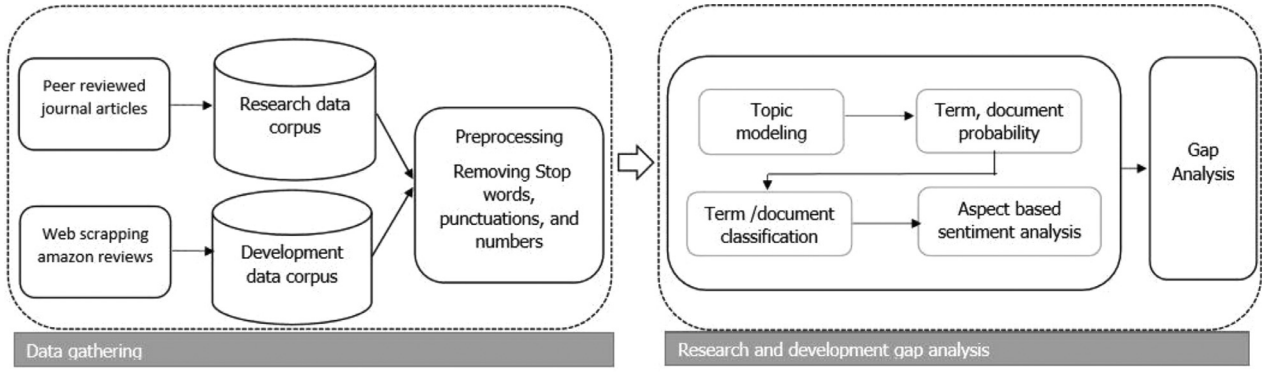 Peer reviewed
journal articles
Research data
corpus
Web scrapping
amazon reviews
Development
data corpus
Preprocessing
Removing Stop
words,
punctuations, and
numbers
Data gathering
Topic
modeling
Term, document
probability
Term /document
classification
Aspect based
sentiment analysis
Gap
Analysis
Research and development gap analysis